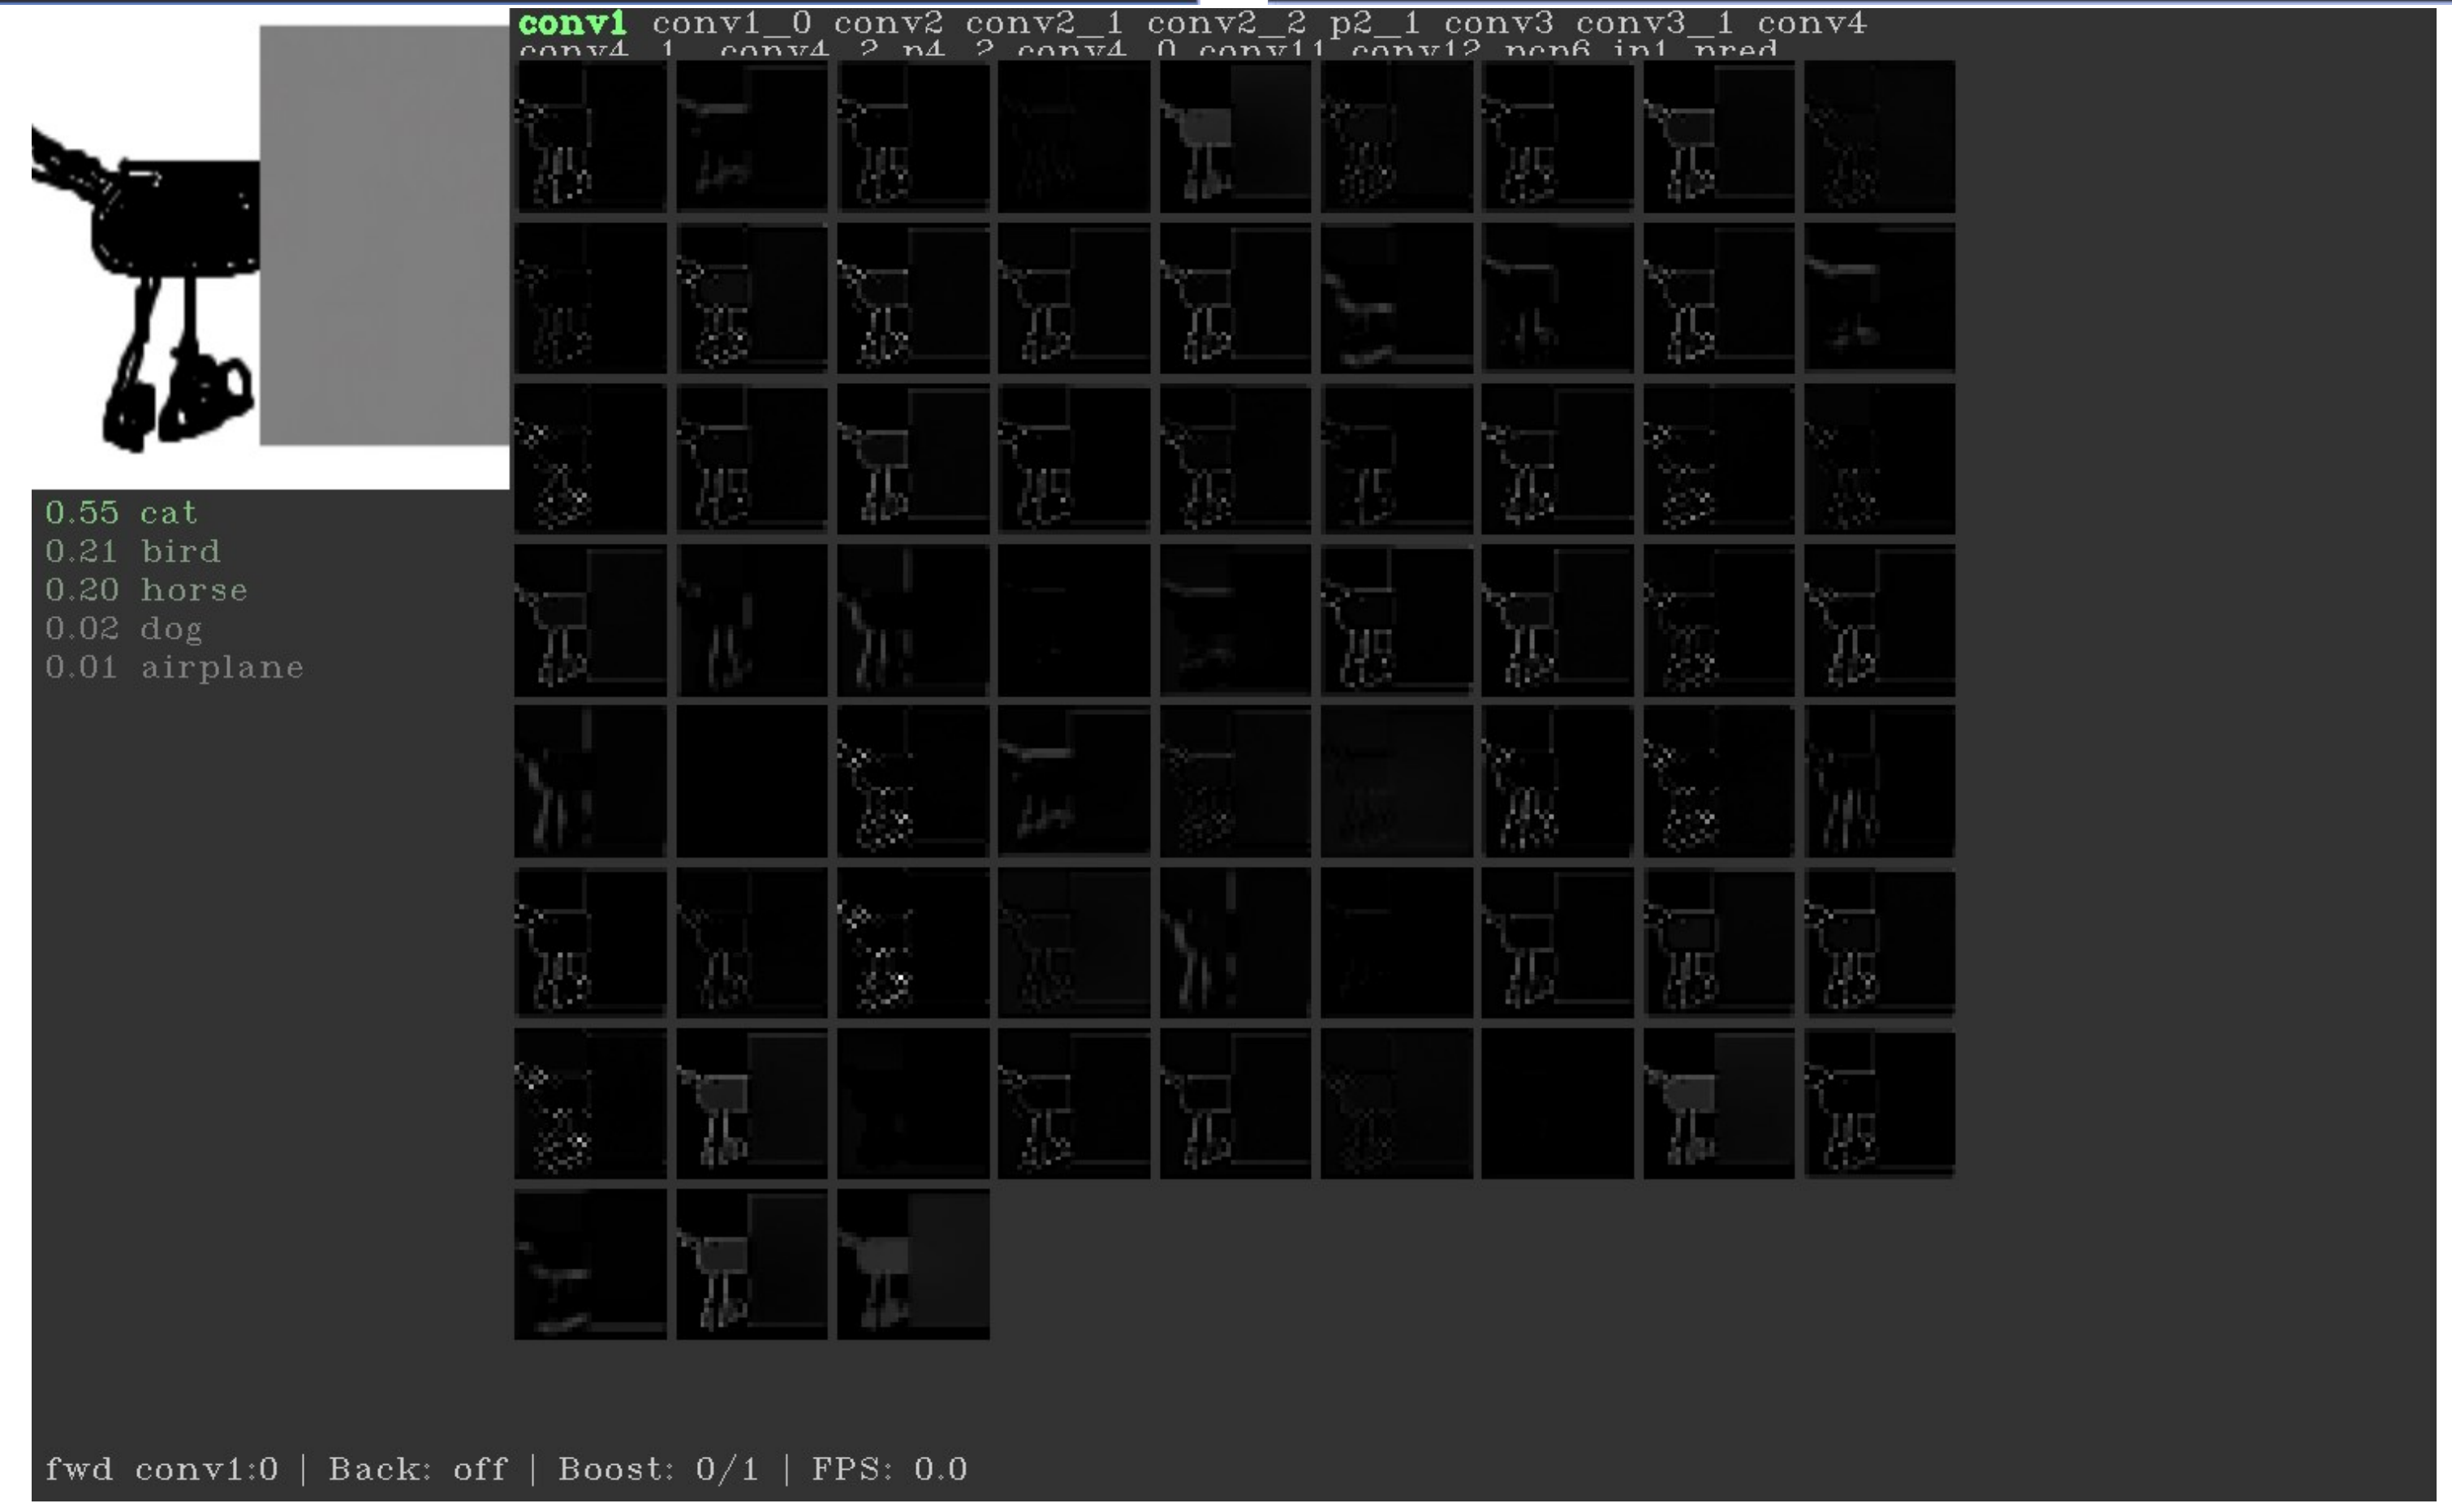 conv1 conv1_0 conv2 conv2_1 conv2_2 p2_1 conv3 conv3_1 conv4
conv4_1 conv4_2 p4_2 conv4_0 conv11 conv12 pcp6 in1 pred
0.55 cat
0.21 bird
0.20 horse
0.02 dog
0.01 airplane
fwd conv1:0 | Back: off | Boost: 0/1 | FPS: 0.0